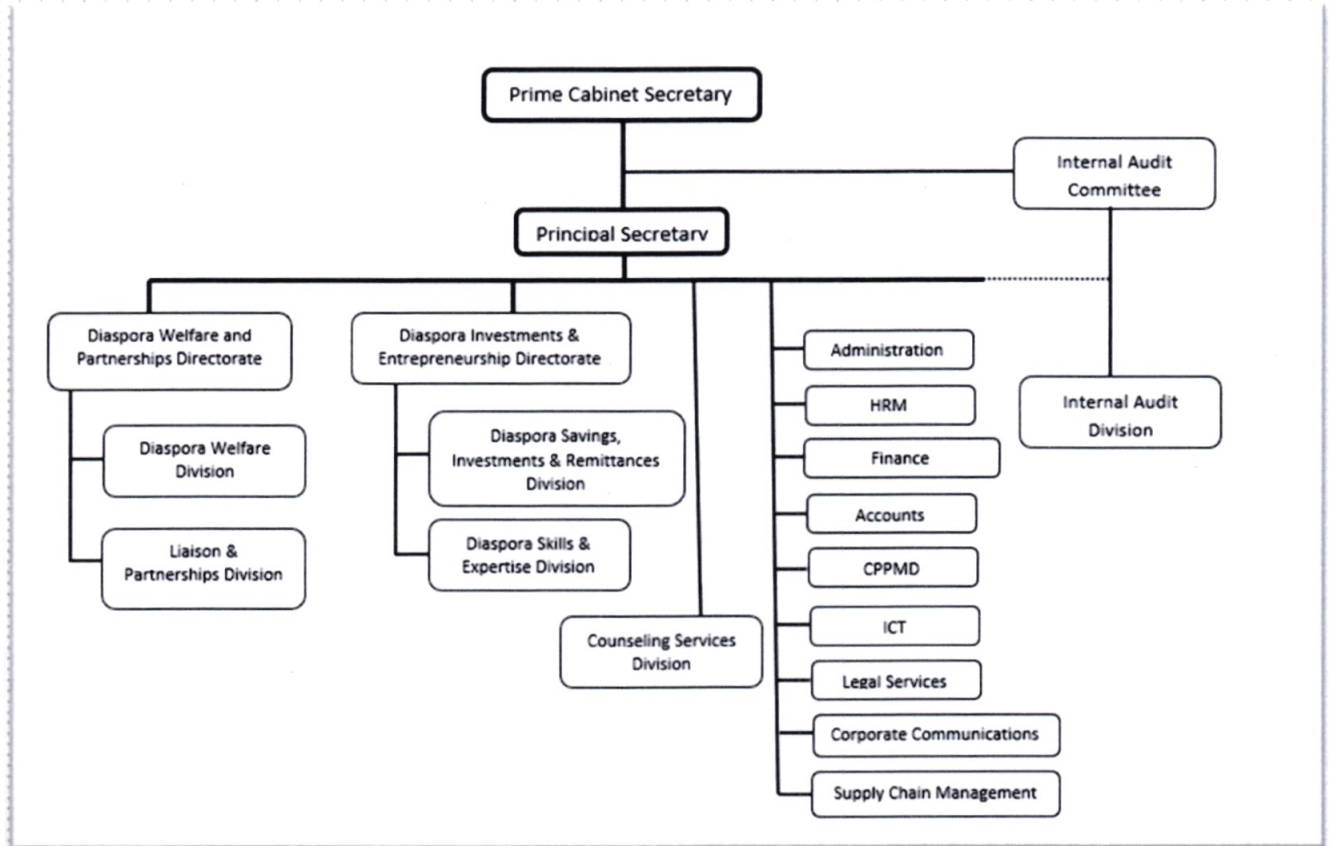 Prime Cabinet Secretary
Internal Audit
Committee
Principal Secretary
Diaspora Welfare and
Partnerships Directorate
Diaspora Welfare
Division
Liaison &
Partnerships Division
Diaspora Investments &
Entrepreneurship Directorate
Diaspora Savings,
Investments & Remittances
Division
Diaspora Skills &
Expertise Division
Counseling Services
Division
Administration
HRM
Finance
Accounts
CPPMD
ICT
Legal Services
Corporate Communications
Supply Chain Management
Internal Audit
Division